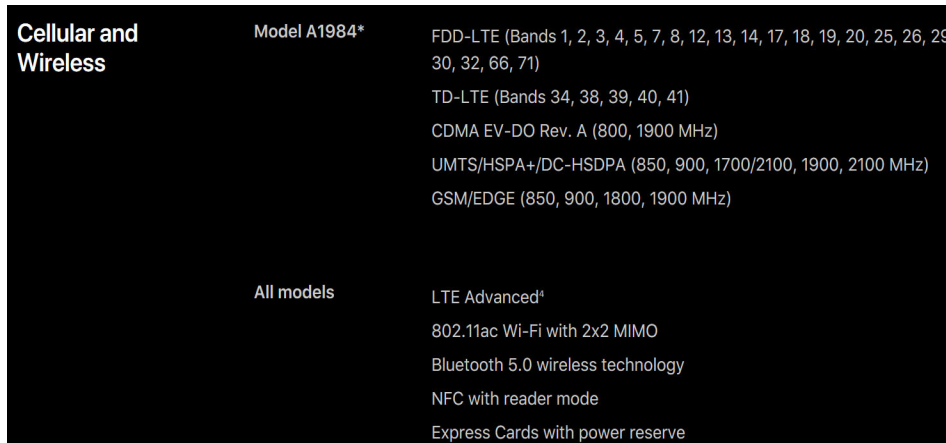 Cellular and
Wireless
Model A1984*
FDD-LTE (Bands 1, 2, 3, 4, 5, 7, 8, 12, 13, 14, 17, 18, 19, 20, 25, 26, 29
30, 32, 66, 71)
TD-LTE (Bands 34, 38, 39, 40, 41)
CDMA EV-DO Rev. A (800, 1900 MHz)
UMTS/HSPA+/DC-HSDPA (850, 900, 1700/2100, 1900, 2100 MHz)
GSM/EDGE (850, 900, 1800, 1900 MHz)
All models
LTE Advanced⁴
802.11ac Wi-Fi with 2x2 MIMO
Bluetooth 5.0 wireless technology
NFC with reader mode
Express Cards with power reserve